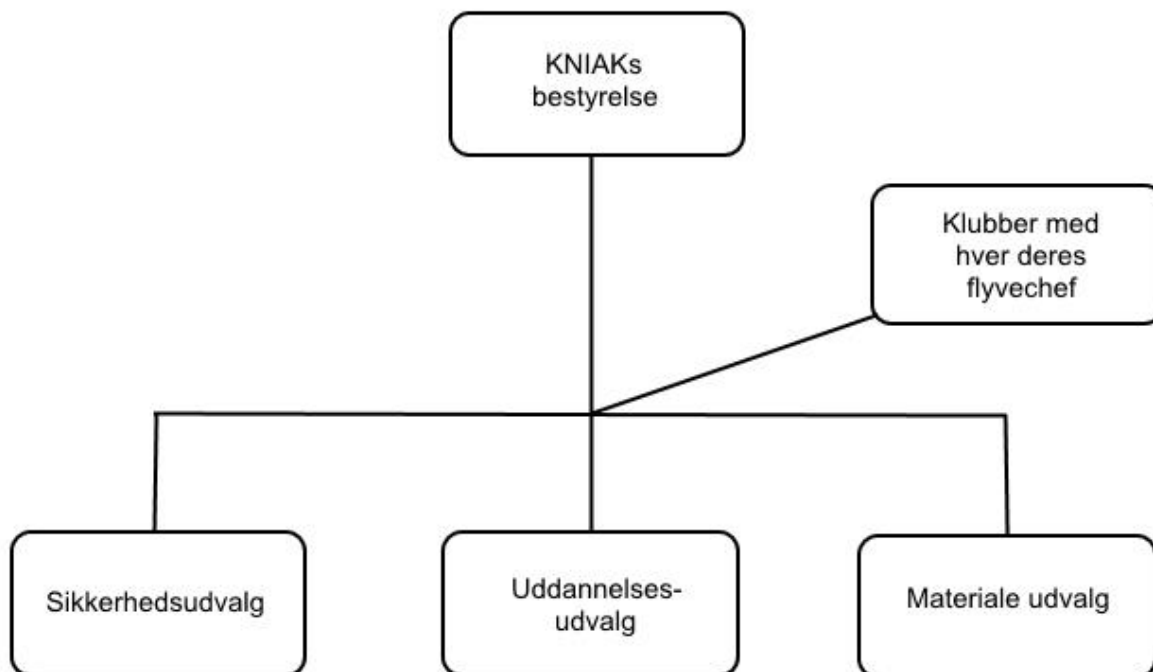 KNIAKs
bestyrelse
Klubber med
hver deres
flyvechef
Sikkerhedsudvalg
Uddannelses-
udvalg
Materiale udvalg